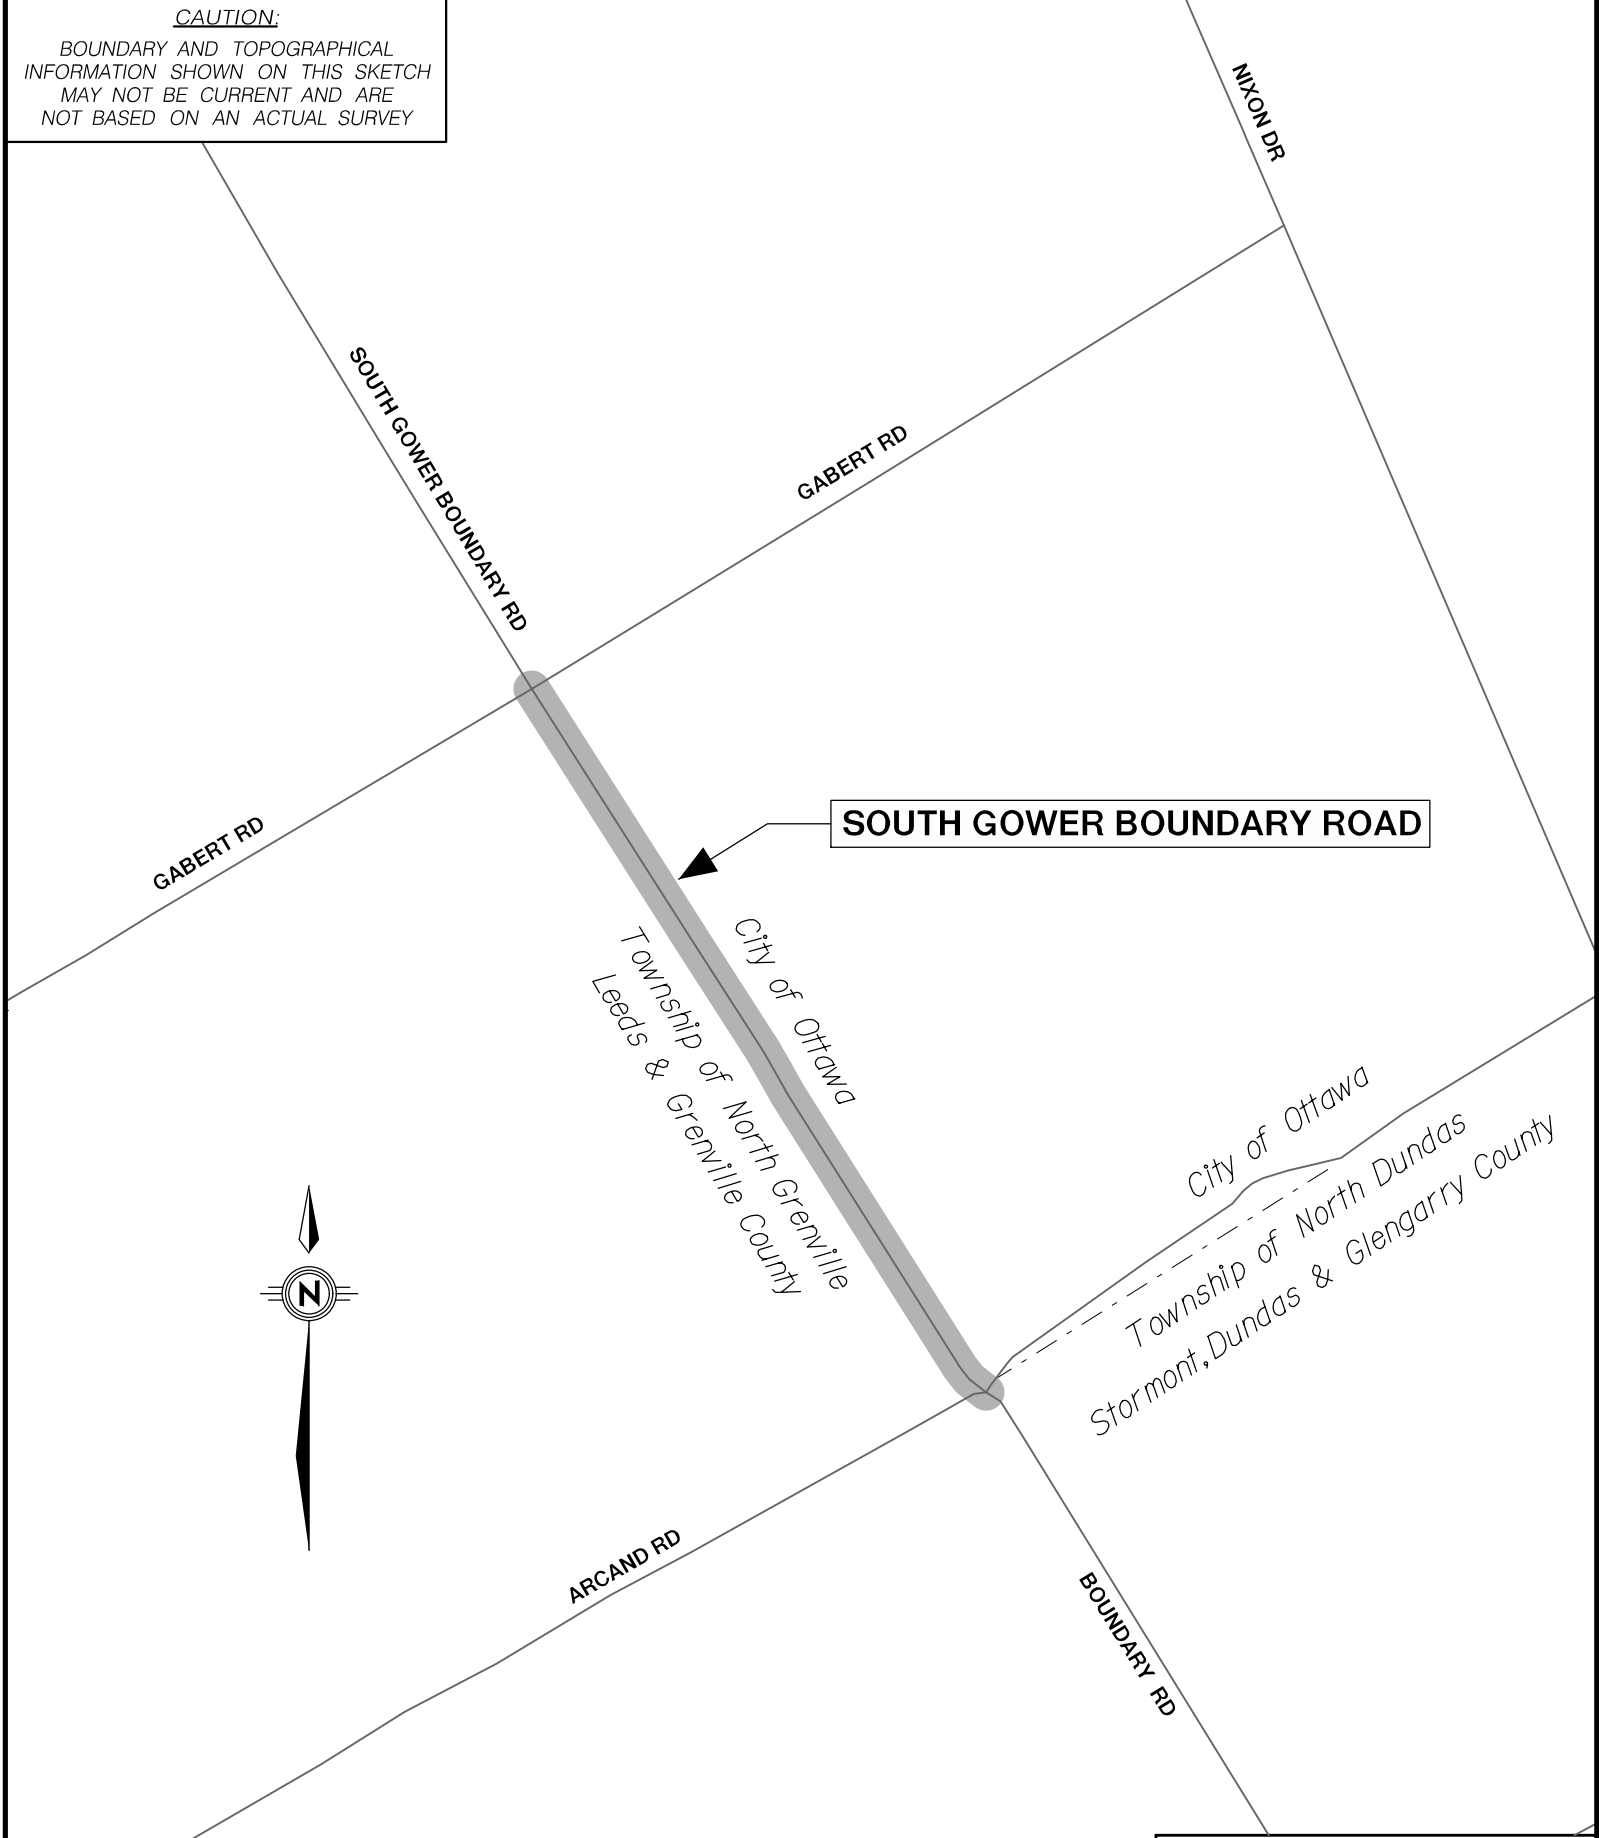 CAUTION:
BOUNDARY AND TOPOGRAPHICAL
INFORMATION SHOWN ON THIS SKETCH
MAY NOT BE CURRENT AND ARE
NOT BASED ON AN ACTUAL SURVEY
NIXON DR
SOUTH GOWER BOUNDARY RD
GABERT RD
GABERT RD
SOUTH GOWER BOUNDARY ROAD
City of Ottawa
Township of North Grenville
Leeds & Grenville County
City of Ottawa
Township of North Dundas
Stormont, Dundas & Glengarry County
N
ARCAND RD
BOUNDARY RD